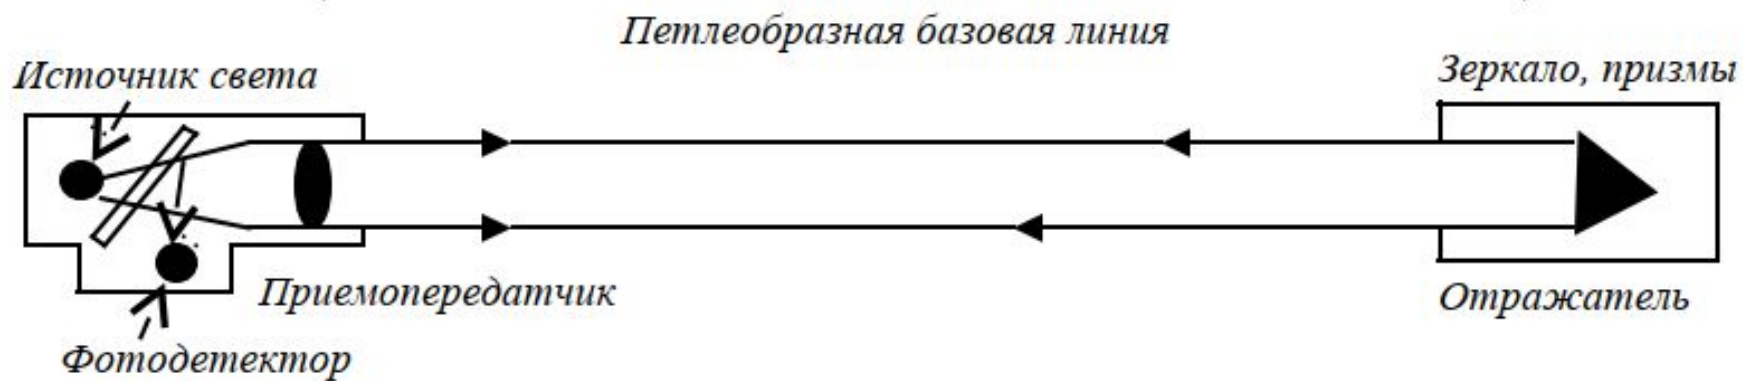 Петлеобразная базовая линия
Источник света
Зеркало, призмы
Приемопередатчик
Отражатель
Фотодетектор